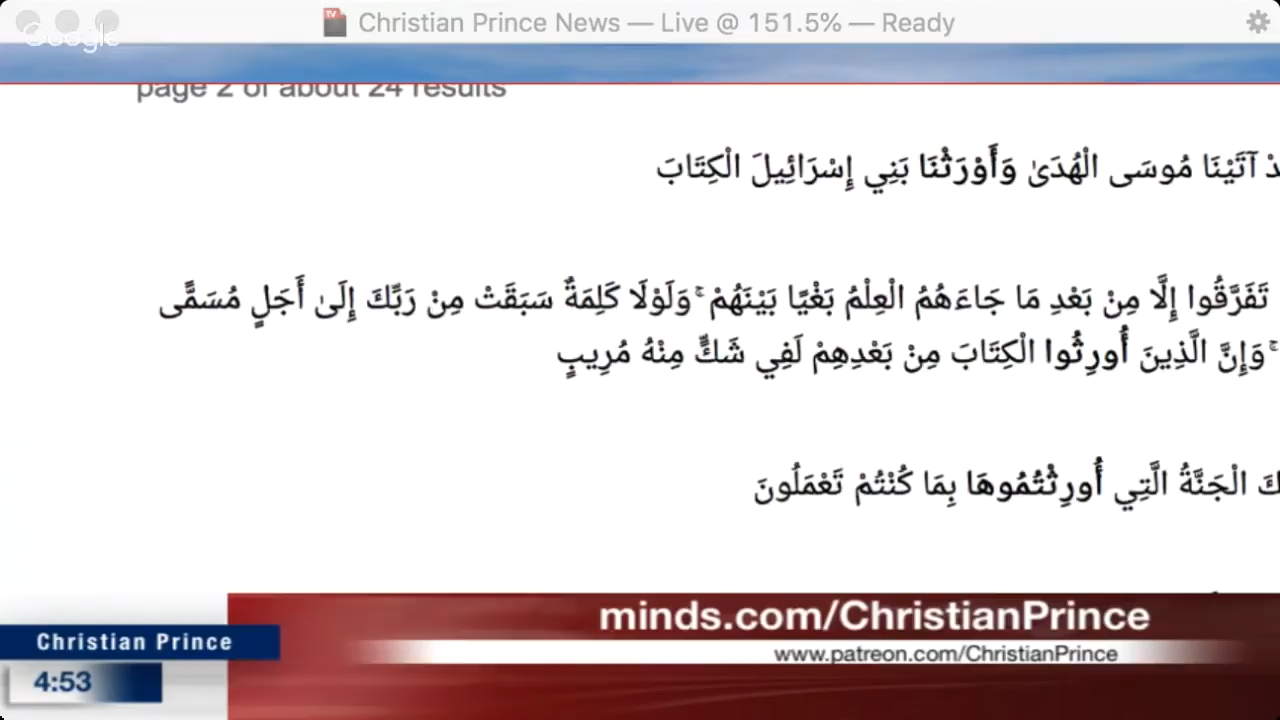 Christian Prince News — Live @ 151.5% — Ready
Google
page 2 of about 24 results
آتَيْنَا مُوسَى الْهُدَىٰ وَأَوْرَثْنَا بَنِي إِسْرَائِيلَ الْكِتَابَ
تَفَرَّقُوا إِلَّا مِنْ بَعْدِ مَا جَاءَهُمُ الْعِلْمُ بَغْيًا بَيْنَهُمْ ۚ وَلَوْلَا كَلِمَةٌ سَبَقَتْ مِنْ رَبِّكَ إِلَىٰ أَجَلٍ مُسَمًّى
ۚ وَإِنَّ الَّذِينَ أُورِثُوا الْكِتَابَ مِنْ بَعْدِهِمْ لَفِي شَكٍّ مِنْهُ مُرِيبٍ
الْجَنَّةُ الَّتِي أُورِثْتُمُوهَا بِمَا كُنْتُمْ تَعْمَلُونَ
minds.com/ChristianPrince
Christian Prince
www.patreon.com/ChristianPrince
4:53